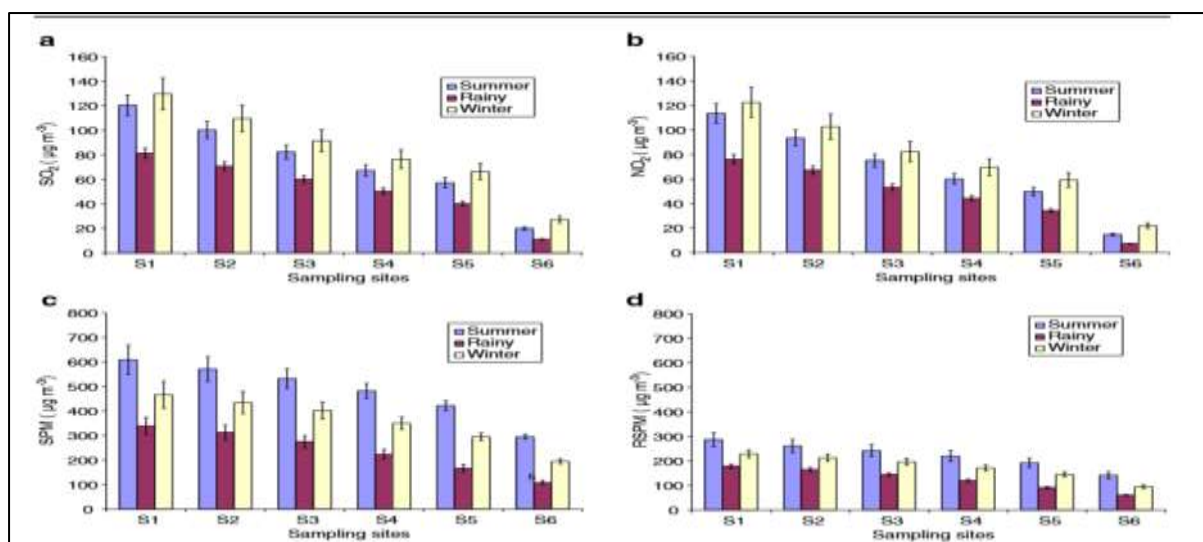 a
160
140
120
100
80
60
40
20
0
SO2 ( µg m-3)
Summer
Rainy
Winter
S1 S2 S3 S4 S5 S6
Sampling sites
b
160
140
120
100
80
60
40
20
0
NO2 ( µg m-3)
Summer
Rainy
Winter
S1 S2 S3 S4 S5 S6
Sampling sites
c
800
700
600
500
400
300
200
100
0
SPM ( µg m-3)
Summer
Rainy
Winter
S1 S2 S3 S4 S5 S6
Sampling sites
d
800
700
600
500
400
300
200
100
0
RSPM ( µg m-3)
Summer
Rainy
Winter
S1 S2 S3 S4 S5 S6
Sampling sites